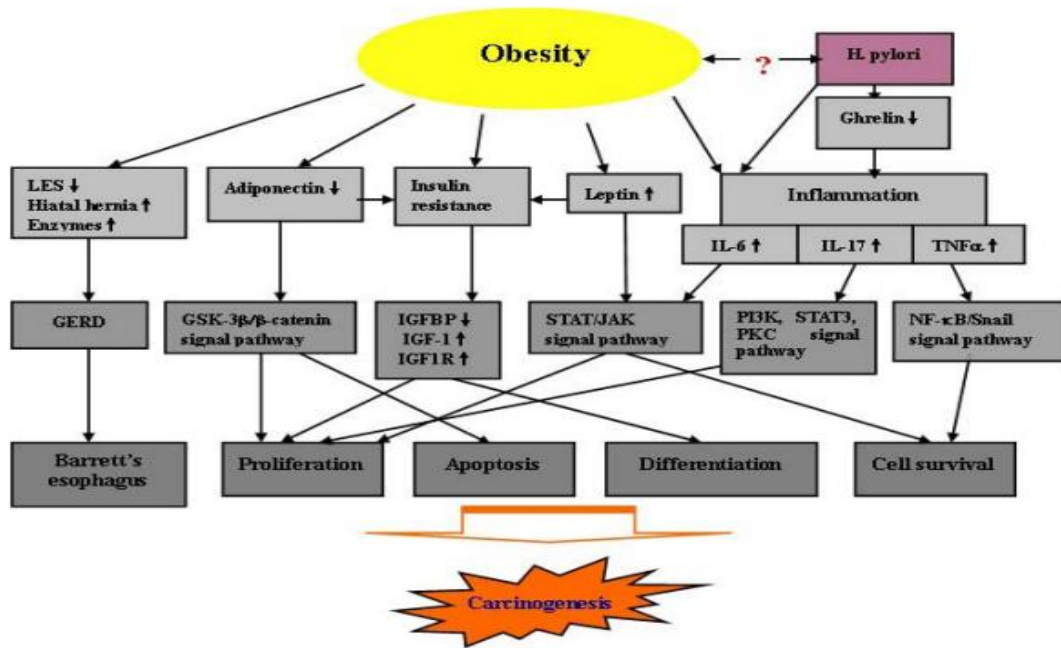 Obesity
?
H. pylori
Ghrelin ↓
LES ↓
Hiatal hernia ↑
Enzymes ↑
Adiponectin ↓
Insulin
resistance
Leptin ↑
Inflammation
IL-6 ↑
IL-17 ↑
TNFα ↑
GERD
GSK-3β/β-catenin
signal pathway
IGFBP ↓
IGF-1 ↑
IGF1R ↑
STAT/JAK
signal pathway
PI3K, STAT3,
PKC signal
pathway
NF-κB/Snail
signal pathway
Barrett's
esophagus
Proliferation
Apoptosis
Differentiation
Cell survival
Carcinogenesis